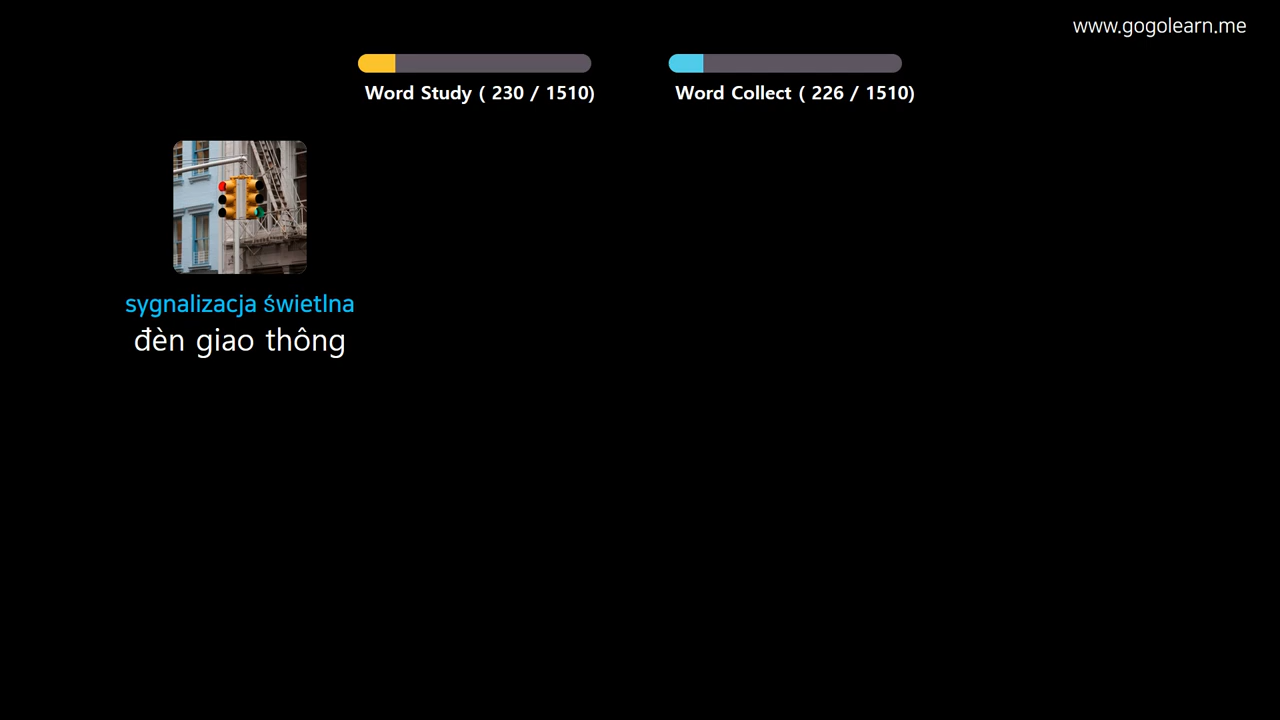 www.gogolearn.me
Word Study ( 230 / 1510)
Word Collect ( 226 / 1510)
sygnalizacja świetlna
đèn giao thông